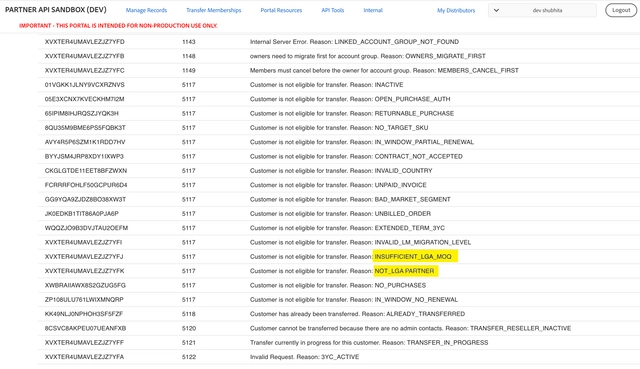 PARTNER API SANDBOX (DEV) Manage Records Transfer Memberships Portal Resources API Tools Internal My Distributors dev shubhita Logout
IMPORTANT - THIS PORTAL IS INTENDED FOR NON-PRODUCTION USE ONLY.
XVXTER4UMAVLEZJZ7YFD 1143 Internal Server Error. Reason: LINKED_ACCOUNT_GROUP_NOT_FOUND
XVXTER4UMAVLEZJZ7YFB 1148 owners need to migrate first for account group. Reason: OWNERS_MIGRATE_FIRST
XVXTER4UMAVLEZJZ7YFC 1149 Members must cancel before the owner for account group. Reason: MEMBERS_CANCEL_FIRST
01VGKK1JLNY9VCXRZNVS 5117 Customer is not eligible for transfer. Reason: INACTIVE
05E3XCNX7KVECKHM7I2M 5117 Customer is not eligible for transfer. Reason: OPEN_PURCHASE_AUTH
65IPIM8IHJRQSZJYQK3H 5117 Customer is not eligible for transfer. Reason: RETURNABLE_PURCHASE
8QU35M9BME6PS5FQBK3T 5117 Customer is not eligible for transfer. Reason: NO_TARGET_SKU
AVY4R5P6SZM1K1RDD7HV 5117 Customer is not eligible for transfer. Reason: IN_WINDOW_PARTIAL_RENEWAL
BYYJSM4JRP8XDY1IXWP3 5117 Customer is not eligible for transfer. Reason: CONTRACT_NOT_ACCEPTED
CKGLGTDE11EET8BFZWXN 5117 Customer is not eligible for transfer. Reason: INVALID_COUNTRY
FCRRRFOHLF50GCPUR6D4 5117 Customer is not eligible for transfer. Reason: UNPAID_INVOICE
GG9YQA9ZJDZ8BO38XW3T 5117 Customer is not eligible for transfer. Reason: BAD_MARKET_SEGMENT
JK0EDKB1TIT86A0PJA6P 5117 Customer is not eligible for transfer. Reason: UNBILLED_ORDER
WQQZJO9B3DVJTAU2OEFM 5117 Customer is not eligible for transfer. Reason: EXTENDED_TERM_3YC
XVXTER4UMAVLEZJZ7YFI 5117 Customer is not eligible for transfer. Reason: INVALID_LM_MIGRATION_LEVEL
XVXTER4UMAVLEZJZ7YFJ 5117 Customer is not eligible for transfer. Reason: INSUFFICIENT_LGA_MOQ
XVXTER4UMAVLEZJZ7YFK 5117 Customer is not eligible for transfer. Reason: NOT_LGA PARTNER
XWBRAIIAWX8S2GZUG5FG 5117 Customer is not eligible for transfer. Reason: NO_PURCHASES
ZP108ULU761LWIXMNQRP 5117 Customer is not eligible for transfer. Reason: IN_WINDOW_NO_RENEWAL
KK49NLJ0NPHOH3SF5FZF 5118 Customer has already been transferred. Reason: ALREADY_TRANSFERRED
8CSVC8AKPEU07UEANFXB 5120 Customer cannot be transferred because there are no admin contacts. Reason: TRANSFER_RESELLER_INACTIVE
XVXTER4UMAVLEZJZ7YFF 5121 Transfer currently in progress for this customer. Reason: TRANSFER_IN_PROGRESS
XVXTER4UMAVLEZJZ7YFA 5122 Invalid Request. Reason: 3YC_ACTIVE